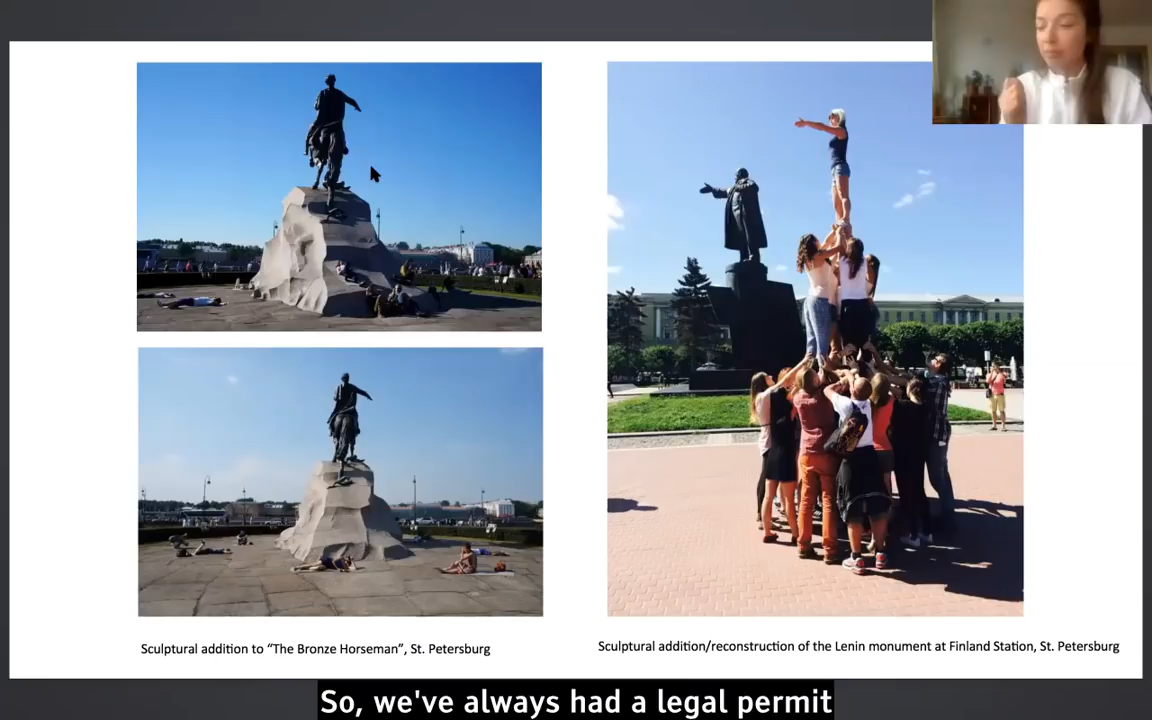 Sculptural addition to “The Bronze Horseman”, St. Petersburg
Sculptural addition/reconstruction of the Lenin monument at Finland Station, St. Petersburg
So, we've always had a legal permit